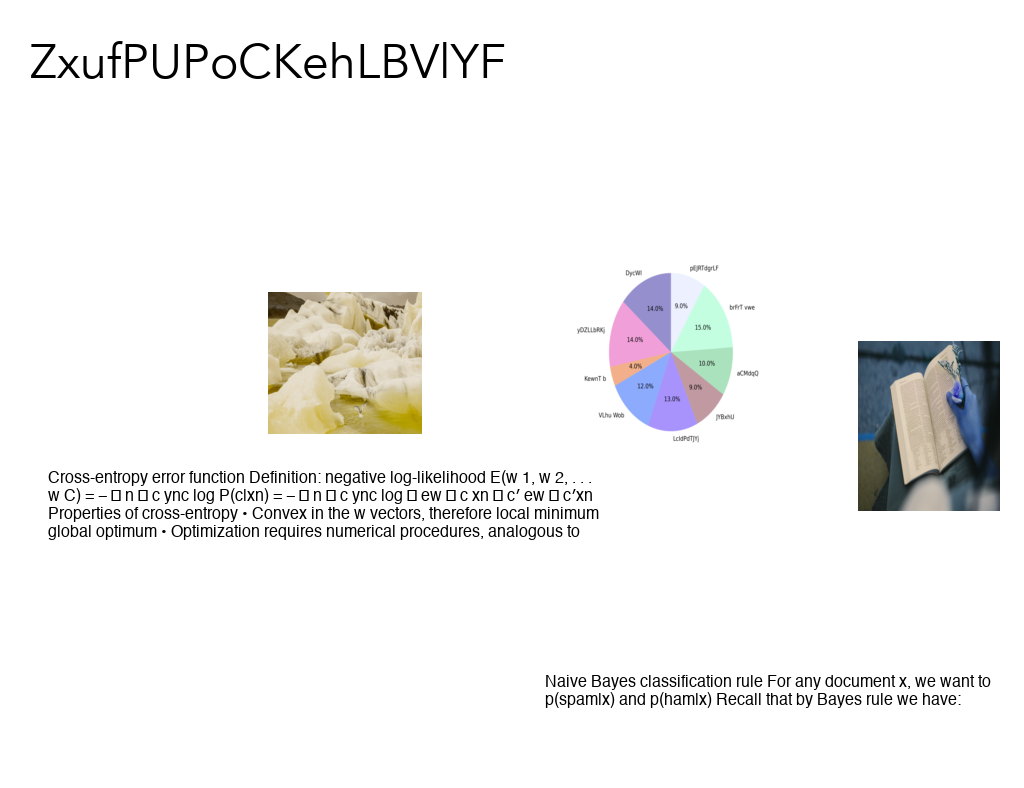 ZxufPUPoCKehLBVlYF
pEJRTdgrLF
DycWl
brFrT vwe
14.0%
9.0%
15.0%
yDZLLbRKj
14.0%
10.0%
4.0%
aCMdqQ
KewnT b
12.0%
9.0%
13.0%
VLhu Wob
JYBxhU
LcldPdTJYj
Cross-entropy error function Definition: negative log-likelihood E(w 1, w 2, . . .
w C) = – □ n □ c ync log P(c|xn) = – □ n □ c ync log □ ew □ c xn □ c′ ew □ c′xn
Properties of cross-entropy • Convex in the w vectors, therefore local minimum
global optimum • Optimization requires numerical procedures, analogous to
Naive Bayes classification rule For any document x, we want to
p(spam|x) and p(ham|x) Recall that by Bayes rule we have: